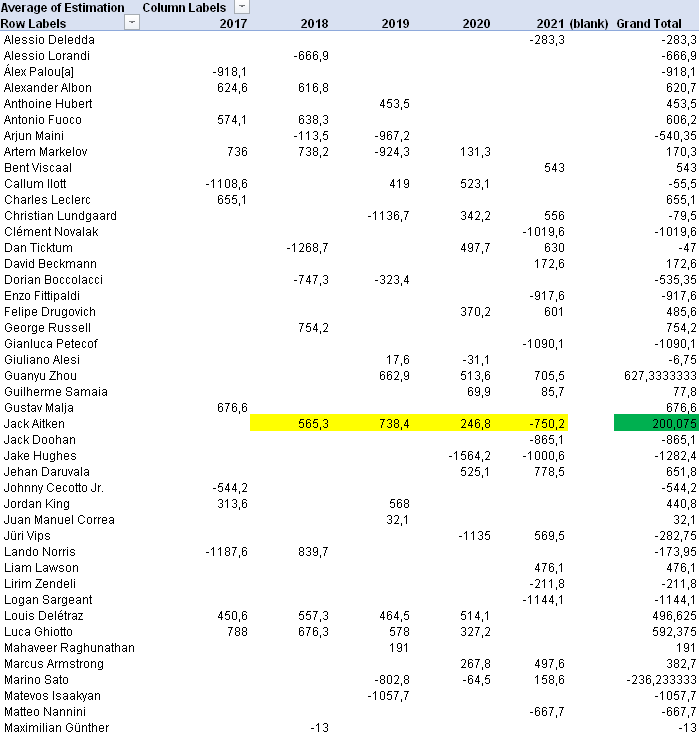 Average of Estimation Column Labels
Row Labels 2017 2018 2019 2020 2021 (blank) Grand Total
Alessio Deledda -283,3 -283,3
Alessio Lorandi -666,9 -666,9
Álex Palou[a] -918,1 -918,1
Alexander Albon 624,6 616,8 620,7
Anthoine Hubert 453,5 453,5
Antonio Fuoco 574,1 638,3 606,2
Arjun Maini -113,5 -967,2 -540,35
Artem Markelov 736 738,2 -924,3 131,3 170,3
Bent Viscaal 543 543
Callum Ilott -1108,6 419 523,1 -55,5
Charles Leclerc 655,1 655,1
Christian Lundgaard -1136,7 342,2 556 -79,5
Clément Novalak -1019,6 -1019,6
Dan Ticktum -1268,7 497,7 630 -47
David Beckmann 172,6 172,6
Dorian Boccolacci -747,3 -323,4 -535,35
Enzo Fittipaldi -917,6 -917,6
Felipe Drugovich 370,2 601 485,6
George Russell 754,2 754,2
Gianluca Petecof -1090,1 -1090,1
Giuliano Alesi 17,6 -31,1 -6,75
Guanyu Zhou 662,9 513,6 705,5 627,3333333
Guilherme Samaia 69,9 85,7 77,8
Gustav Malja 676,6 676,6
Jack Aitken 565,3 738,4 246,8 -750,2 200,075
Jack Doohan -865,1 -865,1
Jake Hughes -1564,2 -1000,6 -1282,4
Jehan Daruvala 525,1 778,5 651,8
Johnny Cecotto Jr. -544,2 -544,2
Jordan King 313,6 568 440,8
Juan Manuel Correa 32,1 32,1
Jüri Vips -1135 569,5 -282,75
Lando Norris -1187,6 839,7 -173,95
Liam Lawson 476,1 476,1
Lirim Zendeli -211,8 -211,8
Logan Sargeant -1144,1 -1144,1
Louis Delétraz 450,6 557,3 464,5 514,1 496,625
Luca Ghiotto 788 676,3 578 327,2 592,375
Mahaveer Raghunathan 191 191
Marcus Armstrong 267,8 497,6 382,7
Marino Sato -802,8 -64,5 158,6 -236,233333
Matevos Isaakyan -1057,7 -1057,7
Matteo Nannini -667,7 -667,7
Maximilian Günther -13 -13